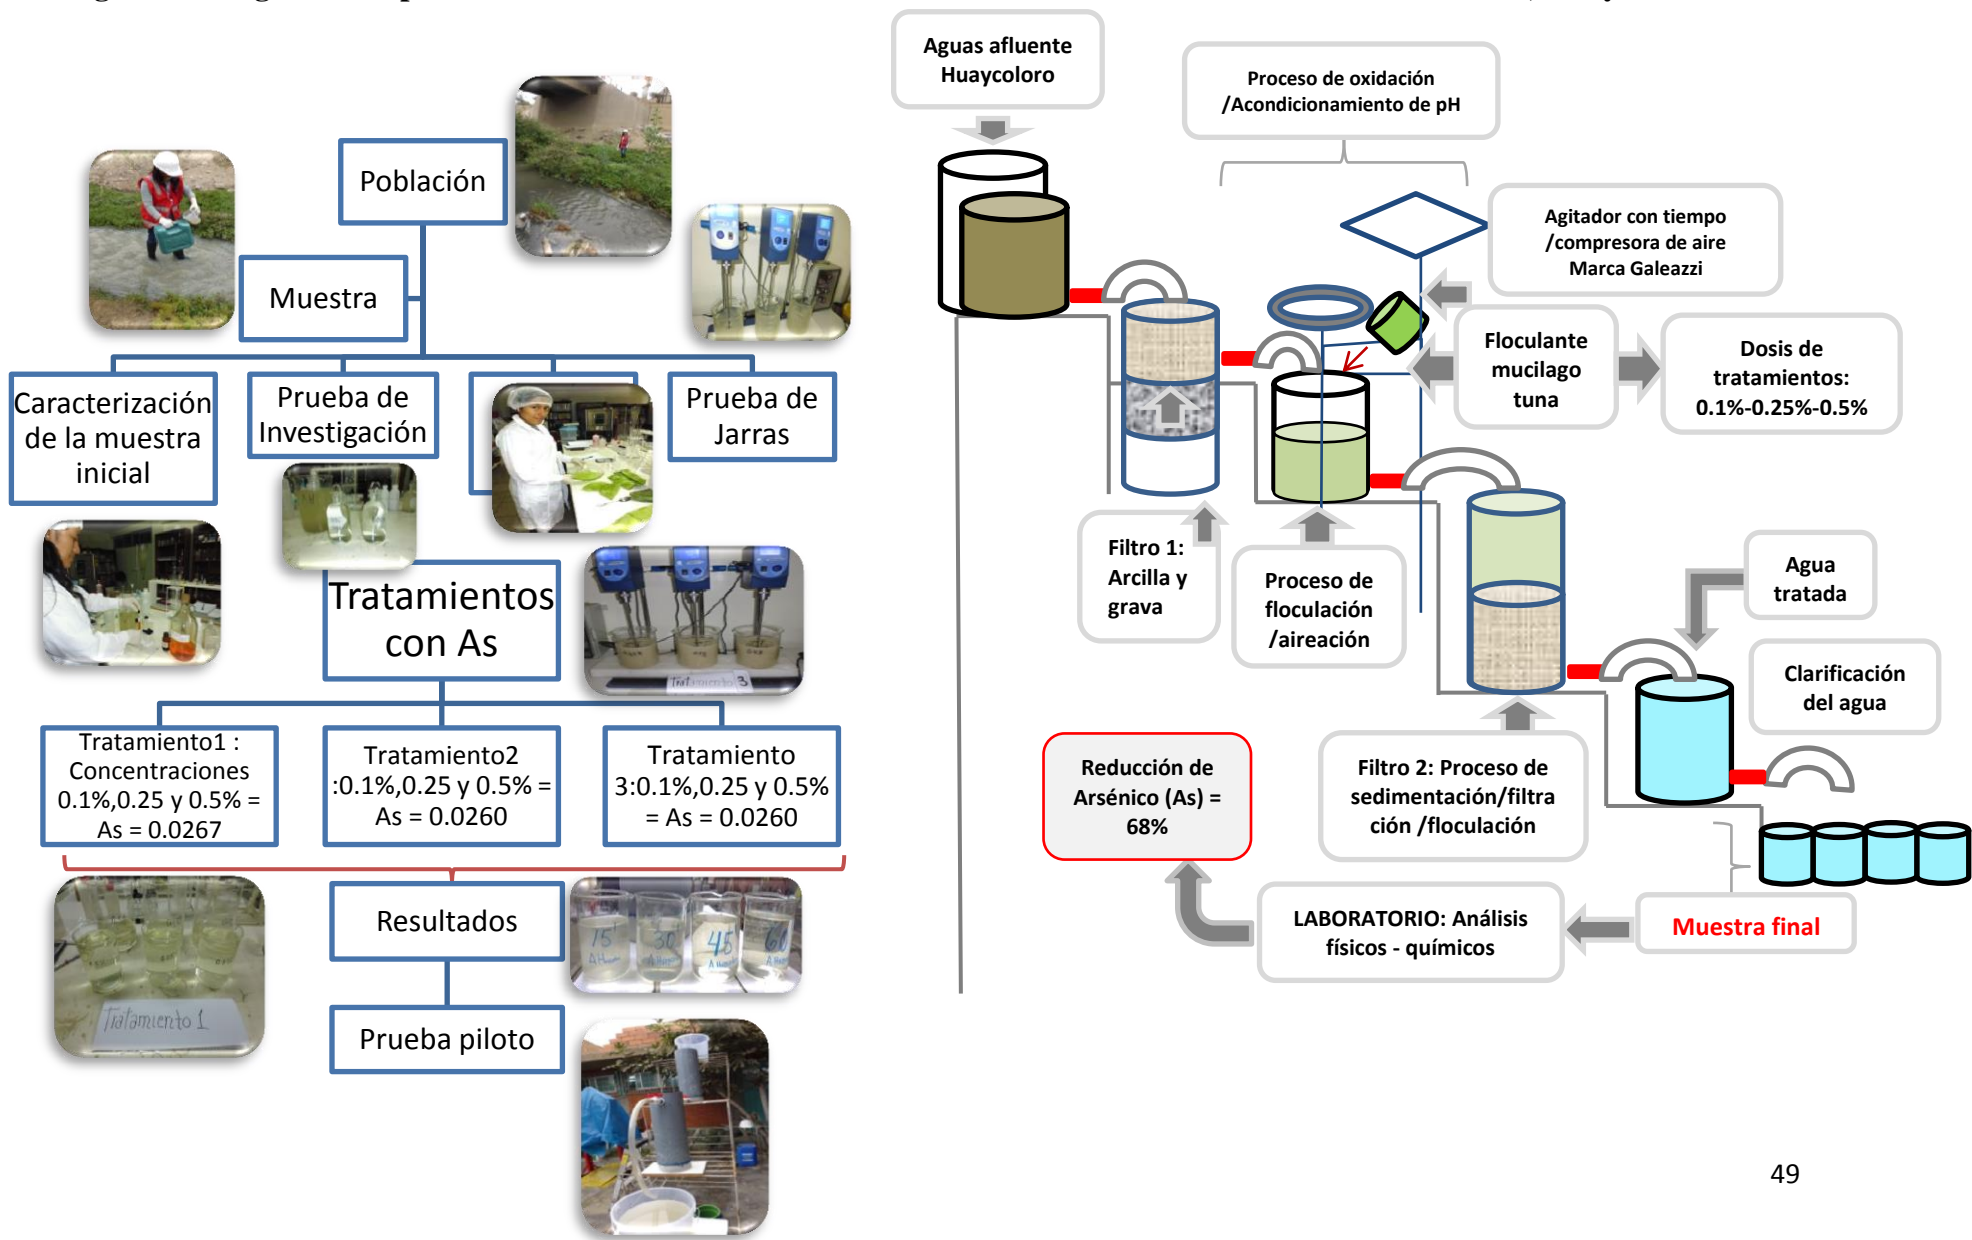 Población
Muestra
Caracterización
de la muestra
inicial
Prueba de
Investigación
Prueba de
Jarras
Tratamientos
con As
Tratamiento 3
Tratamiento1 :
Concentraciones
0.1%,0.25 y 0.5% =
As = 0.0267
Tratamiento2
:0.1%,0.25 y 0.5% =
As = 0.0260
Tratamiento
3:0.1%,0.25 y 0.5%
= As = 0.0260
Resultados
Tratamiento 1
15
30
45
60
Prueba piloto
Aguas afluente
Huaycoloro
Proceso de oxidación
/Acondicionamiento de pH
Agitador con tiempo
/compresora de aire
Marca Galeazzi
Floculante
mucilago
tuna
Dosis de
tratamientos:
0.1%-0.25%-0.5%
Filtro 1:
Arcilla y
grava
Proceso de
floculación
/aireación
Agua
tratada
Clarificación
del agua
Filtro 2: Proceso de
sedimentación/filtra
ción /floculación
Reducción de
Arsénico (As) =
68%
LABORATORIO: Análisis
físicos - químicos
Muestra final
49